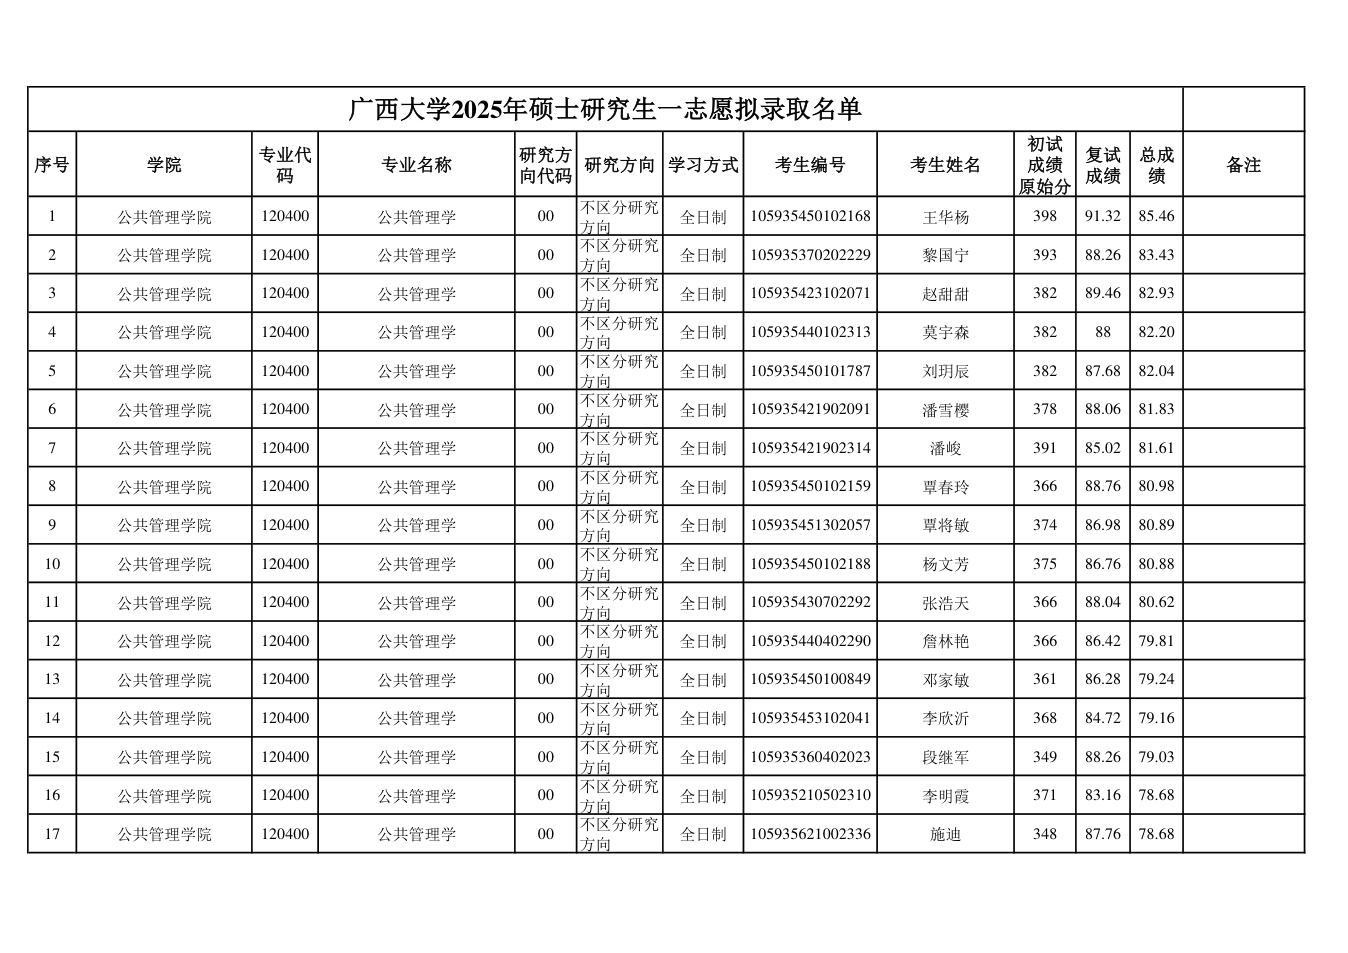 广西大学2025年硕士研究生一志愿拟录取名单
序号 学院 专业代码 专业名称 研究方向代码 研究方向 学习方式 考生编号 考生姓名 初试成绩原始分 复试成绩 总成绩 备注
1 公共管理学院 120400 公共管理学 00 不区分研究方向 全日制 105935450102168 王华杨 398 91.32 85.46
2 公共管理学院 120400 公共管理学 00 不区分研究方向 全日制 105935370202229 黎国宁 393 88.26 83.43
3 公共管理学院 120400 公共管理学 00 不区分研究方向 全日制 105935423102071 赵甜甜 382 89.46 82.93
4 公共管理学院 120400 公共管理学 00 不区分研究方向 全日制 105935440102313 莫宇森 382 88 82.20
5 公共管理学院 120400 公共管理学 00 不区分研究方向 全日制 105935450101787 刘玥辰 382 87.68 82.04
6 公共管理学院 120400 公共管理学 00 不区分研究方向 全日制 105935421902091 潘雪樱 378 88.06 81.83
7 公共管理学院 120400 公共管理学 00 不区分研究方向 全日制 105935421902314 潘峻 391 85.02 81.61
8 公共管理学院 120400 公共管理学 00 不区分研究方向 全日制 105935450102159 覃春玲 366 88.76 80.98
9 公共管理学院 120400 公共管理学 00 不区分研究方向 全日制 105935451302057 覃将敏 374 86.98 80.89
10 公共管理学院 120400 公共管理学 00 不区分研究方向 全日制 105935450102188 杨文芳 375 86.76 80.88
11 公共管理学院 120400 公共管理学 00 不区分研究方向 全日制 105935430702292 张浩天 366 88.04 80.62
12 公共管理学院 120400 公共管理学 00 不区分研究方向 全日制 105935440402290 詹林艳 366 86.42 79.81
13 公共管理学院 120400 公共管理学 00 不区分研究方向 全日制 105935450100849 邓家敏 361 86.28 79.24
14 公共管理学院 120400 公共管理学 00 不区分研究方向 全日制 105935453102041 李欣沂 368 84.72 79.16
15 公共管理学院 120400 公共管理学 00 不区分研究方向 全日制 105935360402023 段继军 349 88.26 79.03
16 公共管理学院 120400 公共管理学 00 不区分研究方向 全日制 105935210502310 李明霞 371 83.16 78.68
17 公共管理学院 120400 公共管理学 00 不区分研究方向 全日制 105935621002336 施迪 348 87.76 78.68